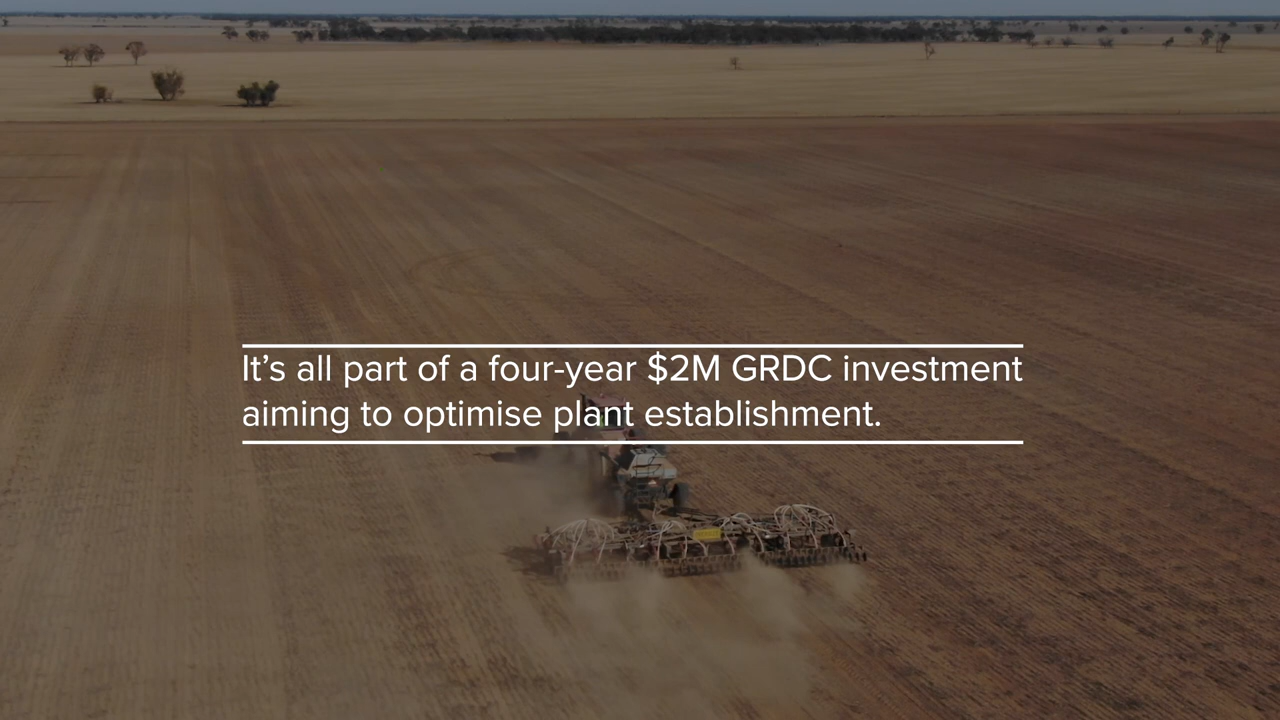 It’s all part of a four-year $2M GRDC investment
aiming to optimise plant establishment.